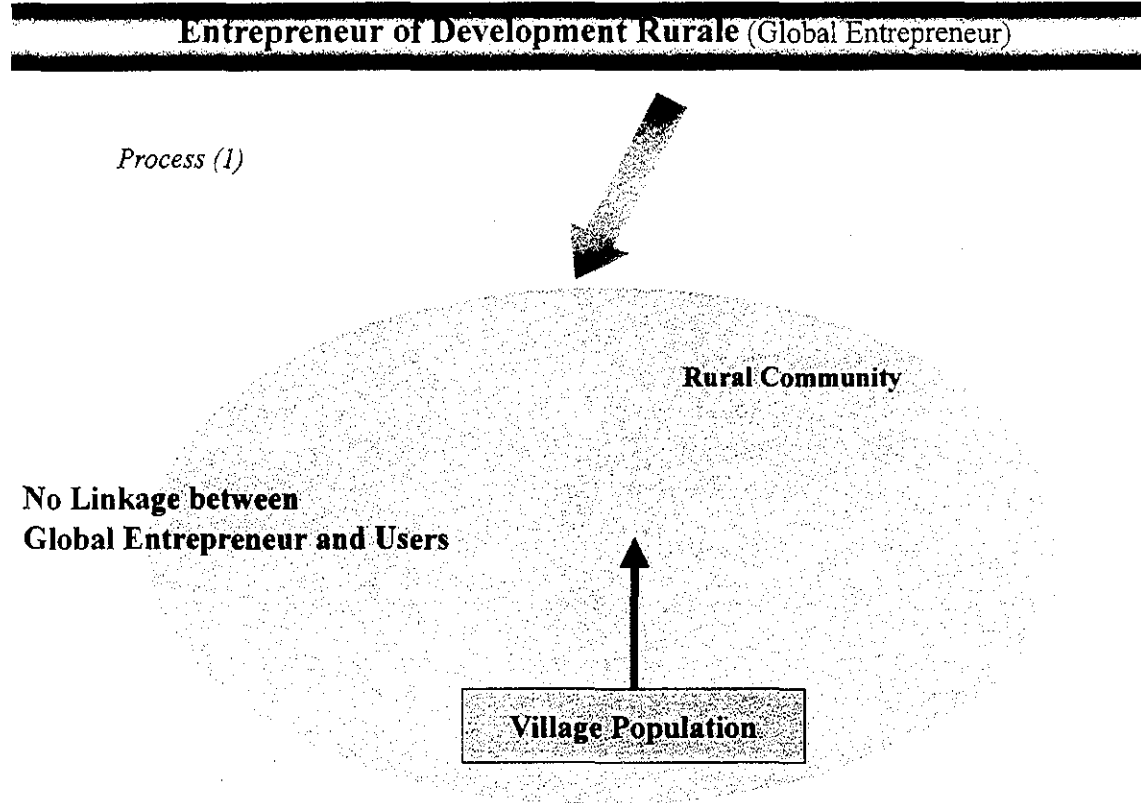 Entrepreneur of Development Rurale (Global Entrepreneur)
Process (1)
Rural Community
No Linkage between
Global Entrepreneur and Users
Village Population